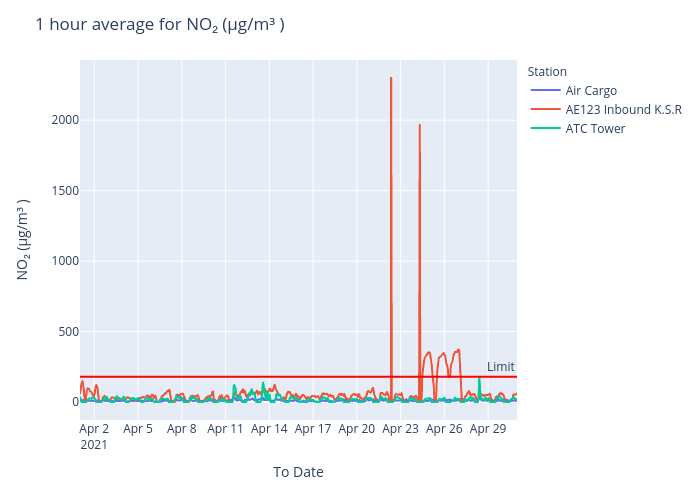 1 hour average for NO₂ (µg/m³ )
Station
Air Cargo
AE123 Inbound K.S.R
ATC Tower
NO₂ (µg/m³ )
2000
1500
1000
500
0
Limit
Apr 2 Apr 5 Apr 8 Apr 11 Apr 14 Apr 17 Apr 20 Apr 23 Apr 26 Apr 29
2021
To Date